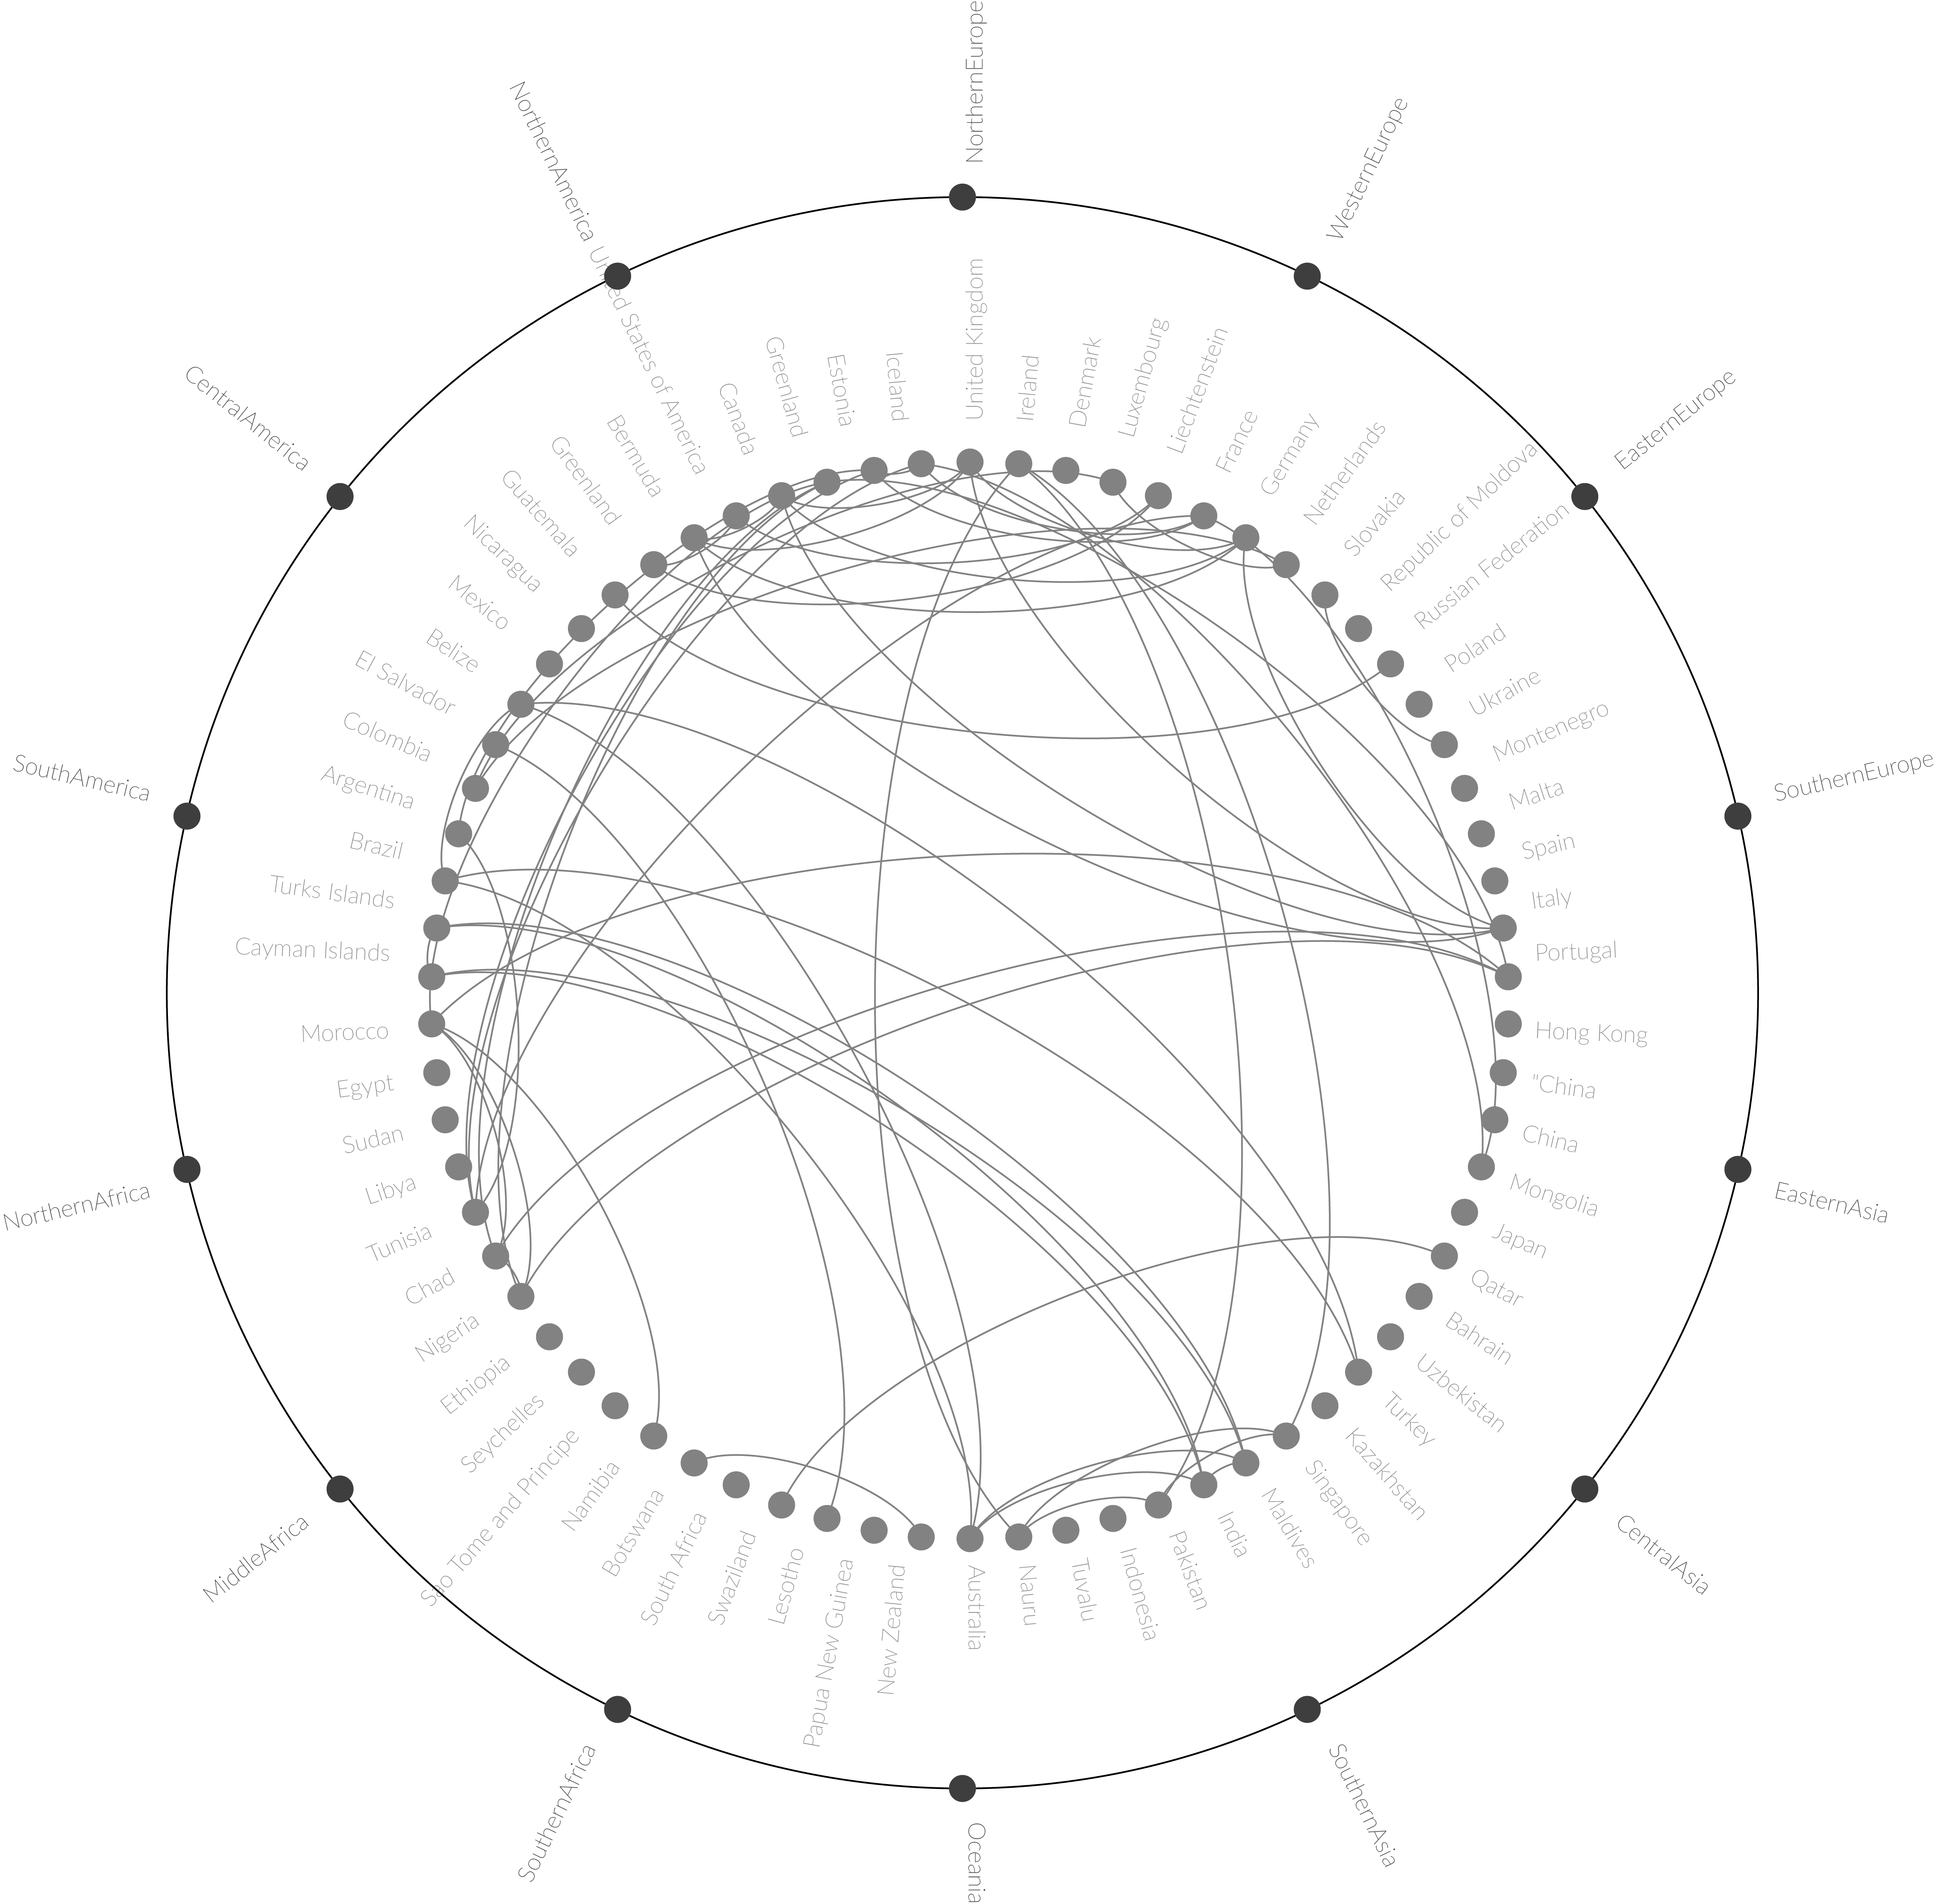 NorthernEurope
WesternEurope
EasternEurope
SouthernEurope
EasternAsia
CentralAsia
SouthernAsia
Oceania
SouthernAfrica
MiddleAfrica
NorthernAfrica
SouthAmerica
CentralAmerica
NorthernAmerica
United Kingdom
Ireland
Denmark
Luxembourg
Liechtenstein
France
Germany
Netherlands
Slovakia
Republic of Moldova
Russian Federation
Poland
Ukraine
Montenegro
Malta
Spain
Italy
Portugal
Hong Kong
"China
China
Mongolia
Japan
Qatar
Bahrain
Uzbekistan
Turkey
Kazakhstan
Singapore
Maldives
India
Pakistan
Indonesia
Tuvalu
Nauru
Australia
New Zealand
Papua New Guinea
Lesotho
Swaziland
South Africa
Botswana
Namibia
Sao Tome and Principe
Seychelles
Ethiopia
Nigeria
Chad
Tunisia
Libya
Sudan
Egypt
Morocco
Cayman Islands
Turks Islands
Brazil
Argentina
Colombia
El Salvador
Belize
Mexico
Nicaragua
Guatemala
Greenland
Bermuda
United States of America
Canada
Greenland
Estonia
Iceland